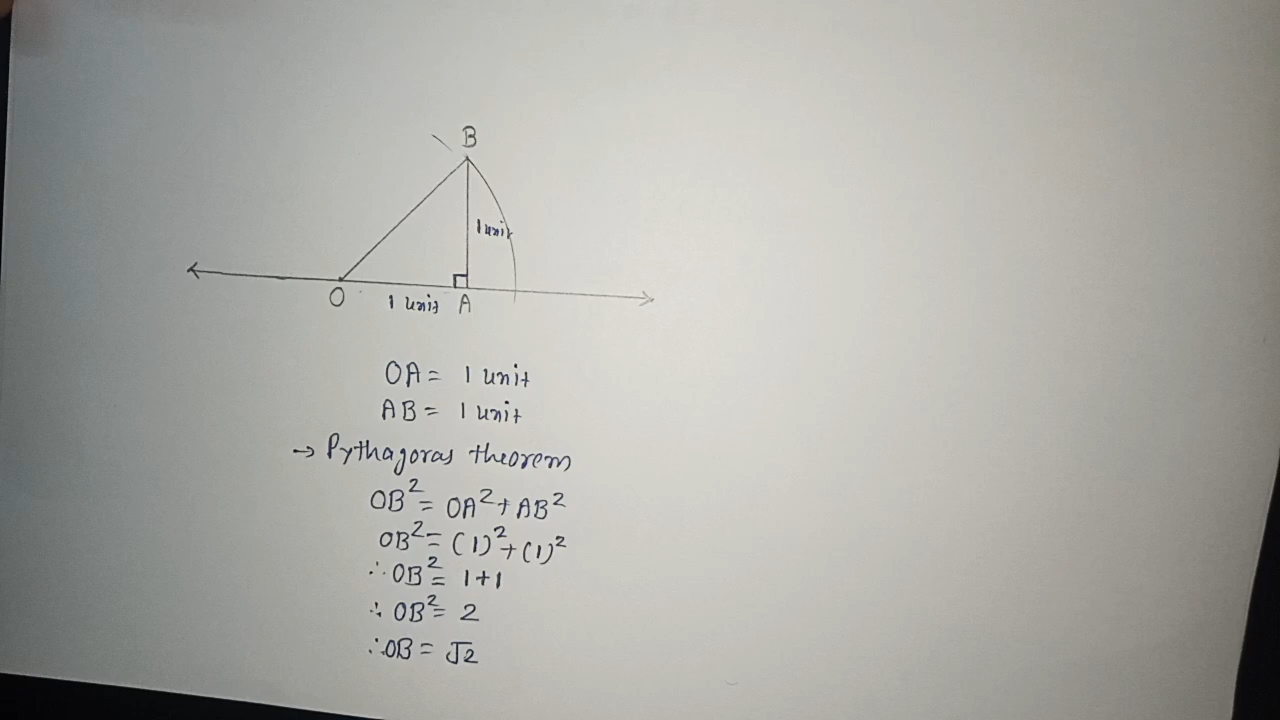 B
1 unit
O 1 unit A
OA = 1 unit
AB = 1 unit
→ Pythagoras theorem
OB² = OA² + AB²
OB² = (1)² + (1)²
∴ OB² = 1+1
∴ OB² = 2
∴ OB = √2